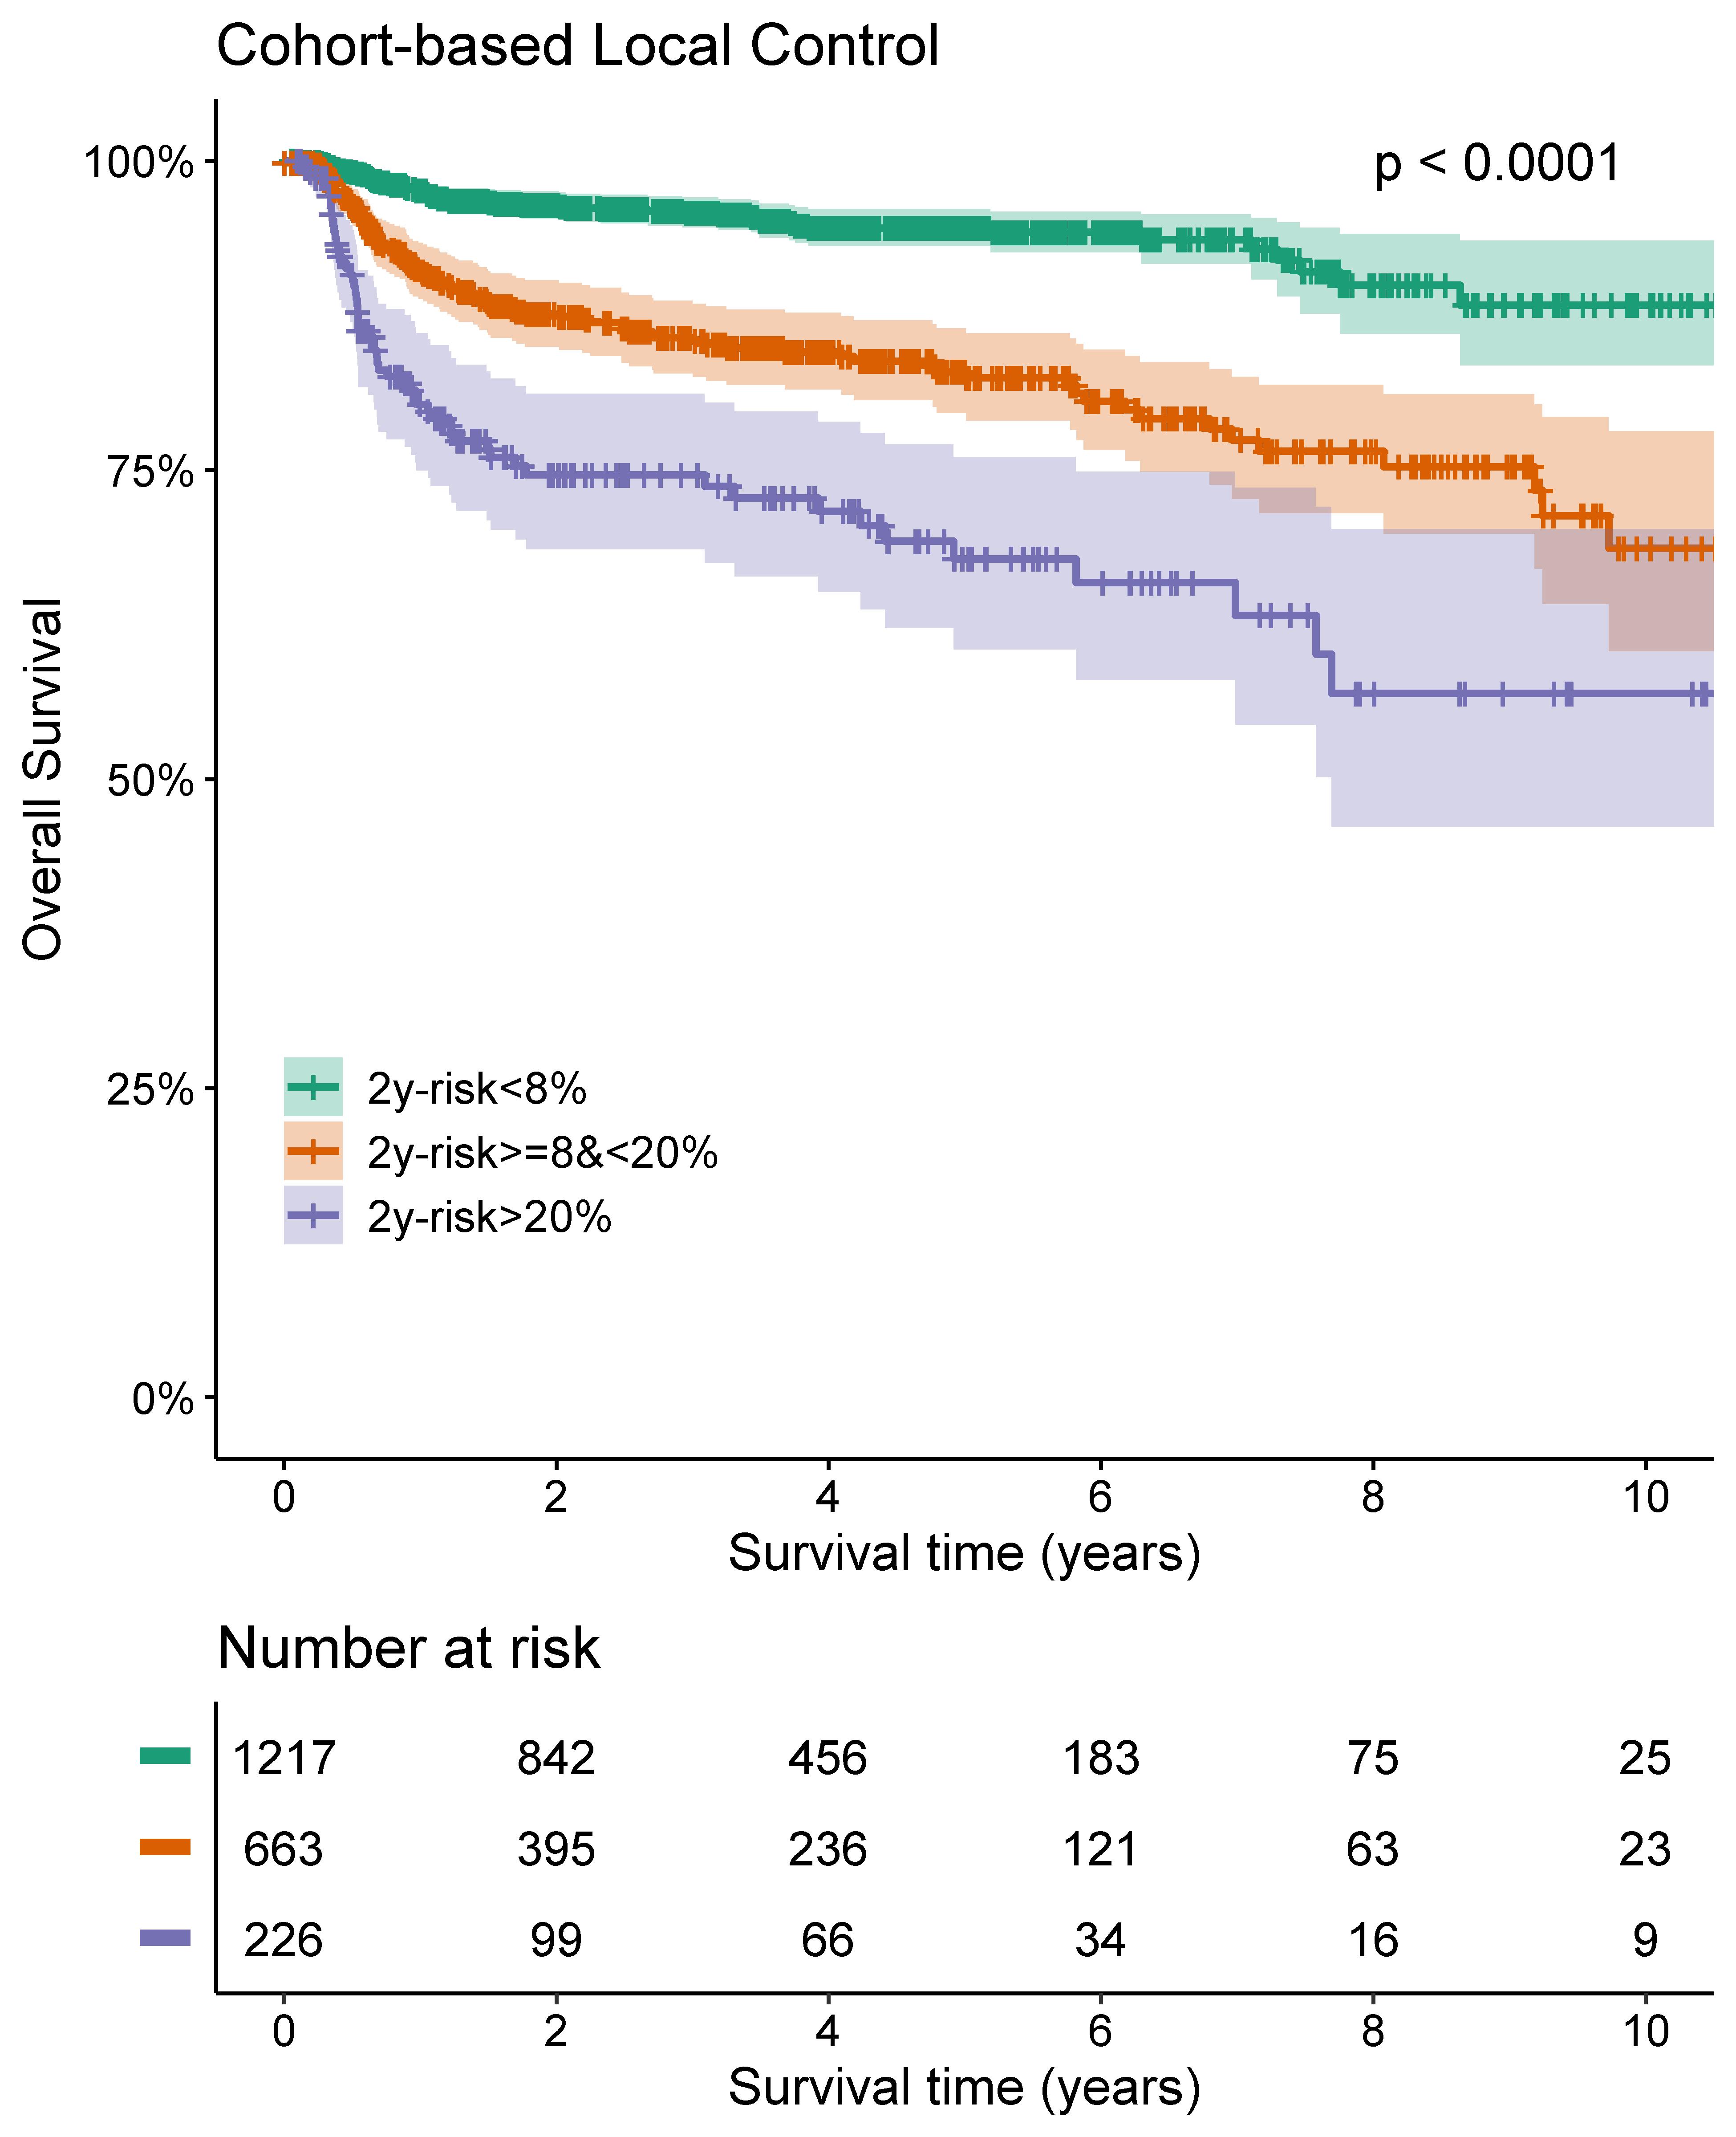 Cohort-based Local Control
p < 0.0001
Overall Survival
100%
75%
50%
25%
0%
2y-risk<8%
2y-risk>=8&<20%
2y-risk>20%
0 2 4 6 8 10
Survival time (years)
Number at risk
1217 842 456 183 75 25
663 395 236 121 63 23
226 99 66 34 16 9
0 2 4 6 8 10
Survival time (years)